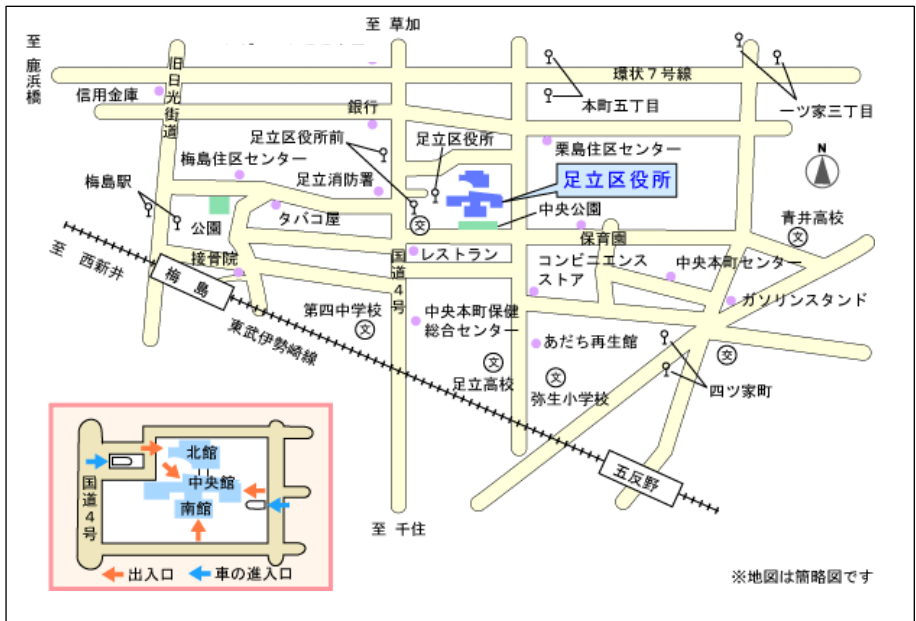 至 草加
至 鹿浜橋
旧日光街道
環状7号線
信用金庫
銀行
本町五丁目
一ツ家三丁目
足立区役所前
足立区役所
栗島住区センター
N
梅島住区センター
足立消防署
足立区役所
梅島駅
中央公園
青井高校
文
公園
タバコ屋
交
保育園
至 西新井
接骨院
国道4号
レストラン
コンビニエンス
ストア
中央本町センター
梅島
ガソリンスタンド
第四中学校
文
中央本町保健
総合センター
東武伊勢崎線
あだち再生館
交
文
足立高校
文
弥生小学校
四ツ家町
五反野
至 千住
北館
中央館
南館
国道4号
出入口
車の進入口
※地図は簡略図です